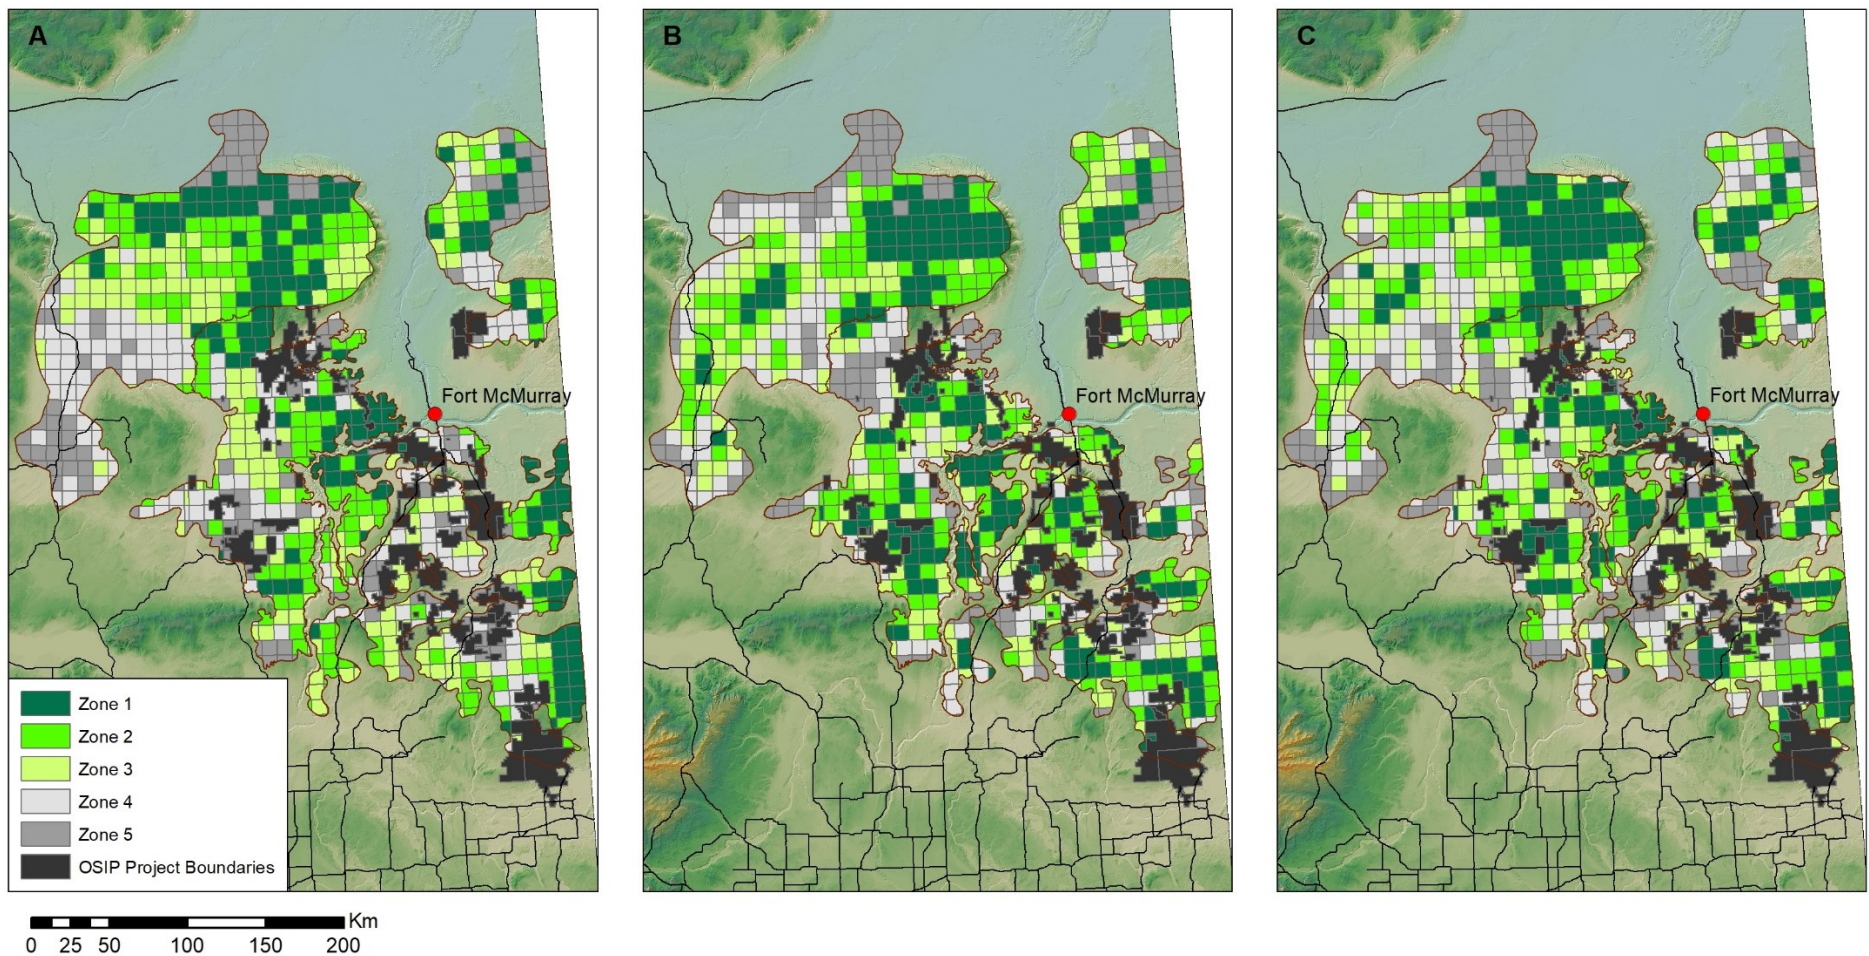 A
B
C
Fort McMurray
Fort McMurray
Fort McMurray
Zone 1
Zone 2
Zone 3
Zone 4
Zone 5
OSIP Project Boundaries
Km
0 25 50 100 150 200